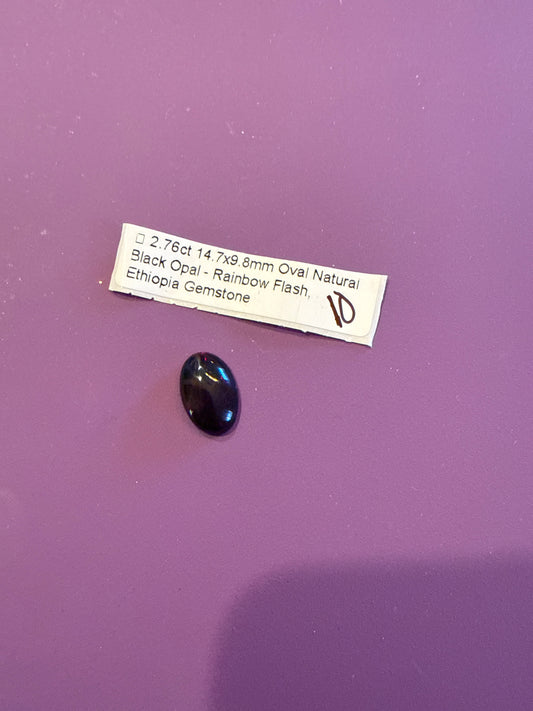 □ 2.76ct 14.7x9.8mm Oval Natural
Black Opal - Rainbow Flash,
Ethiopia Gemstone
10